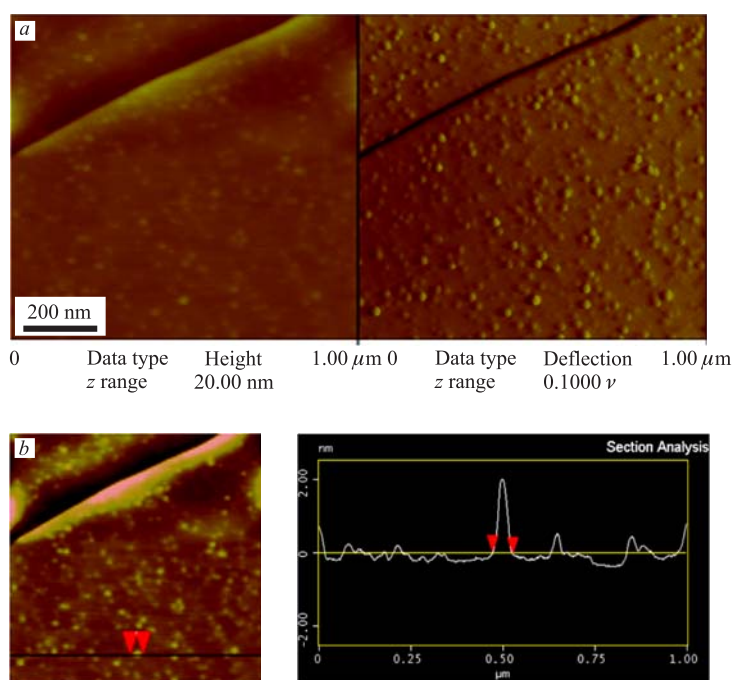 a
200 nm
0 Data type Height 1.00 μm 0 Data type Deflection 1.00 μm
z range 20.00 nm z range 0.1000 ν
b
nm Section Analysis
2.00
0
-2.00
0 0.25 0.50 0.75 1.00
μm